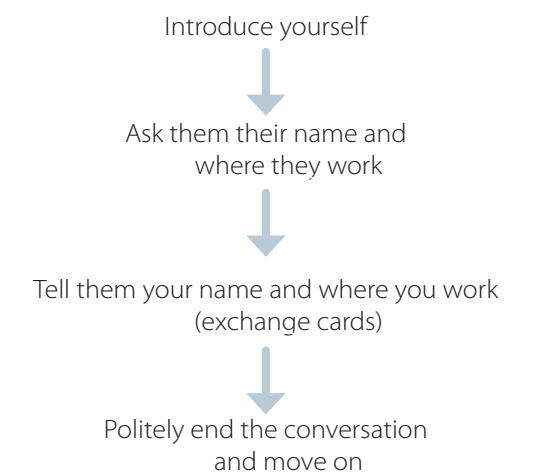 Introduce yourself
Ask them their name and
where they work
Tell them your name and where you work
(exchange cards)
Politely end the conversation
and move on